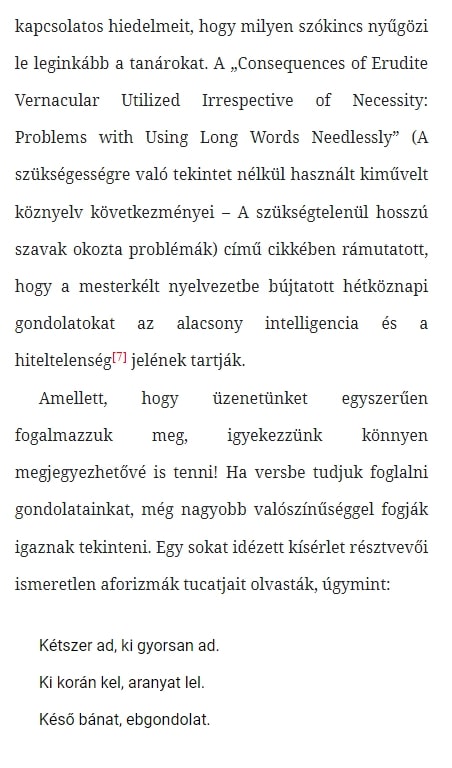 kapcsolatos hiedelmeit, hogy milyen szókincs nyűgözi
le leginkább a tanárokat. A „Consequences of Erudite
Vernacular Utilized Irrespective of Necessity:
Problems with Using Long Words Needlessly” (A
szükségességre való tekintet nélkül használt kiművelt
köznyelv következményei – A szükségtelenül hosszú
szavak okozta problémák) című cikkében rámutatott,
hogy a mesterkélt nyelvezetbe bújtatott hétköznapi
gondolatokat az alacsony intelligencia és a
hiteltelenség[7] jelének tartják.
Amellett, hogy üzenetünket egyszerűen
fogalmazzuk meg, igyekezzünk könnyen
megjegyezhetővé is tenni! Ha versbe tudjuk foglalni
gondolatainkat, még nagyobb valószínűséggel fogják
igaznak tekinteni. Egy sokat idézett kísérlet résztvevői
ismeretlen aforizmák tucatjait olvasták, úgymint:
Kétszer ad, ki gyorsan ad.
Ki korán kel, aranyat lel.
Késő bánat, ebgondolat.